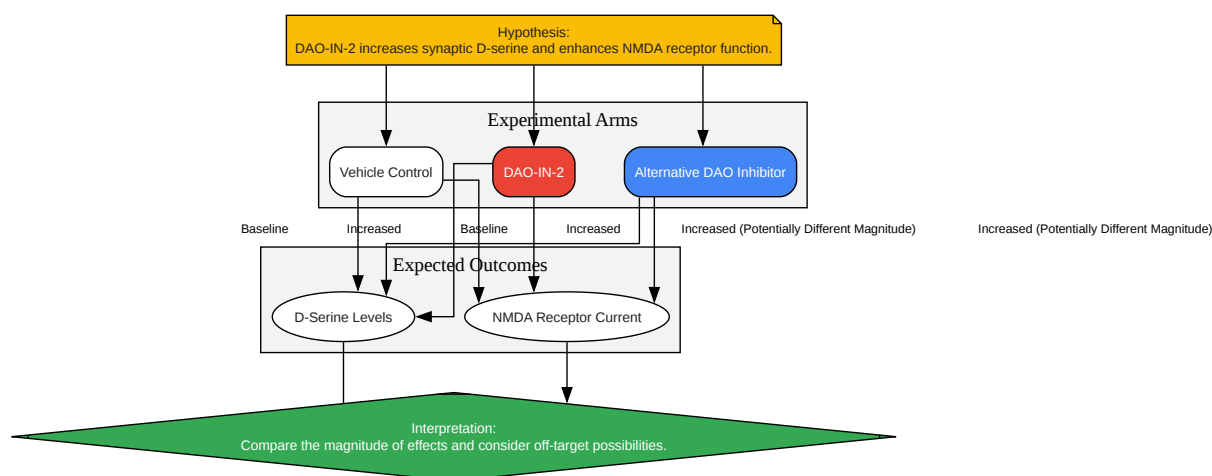 Hypothesis:
DAO-IN-2 increases synaptic D-serine and enhances NMDA receptor function.
Experimental Arms
Vehicle Control
DAO-IN-2
Alternative DAO Inhibitor
Baseline
Increased
Baseline
Increased
Increased (Potentially Different Magnitude)
Increased (Potentially Different Magnitude)
Expected Outcomes
D-Serine Levels
NMDA Receptor Current
Interpretation:
Compare the magnitude of effects and consider off-target possibilities.